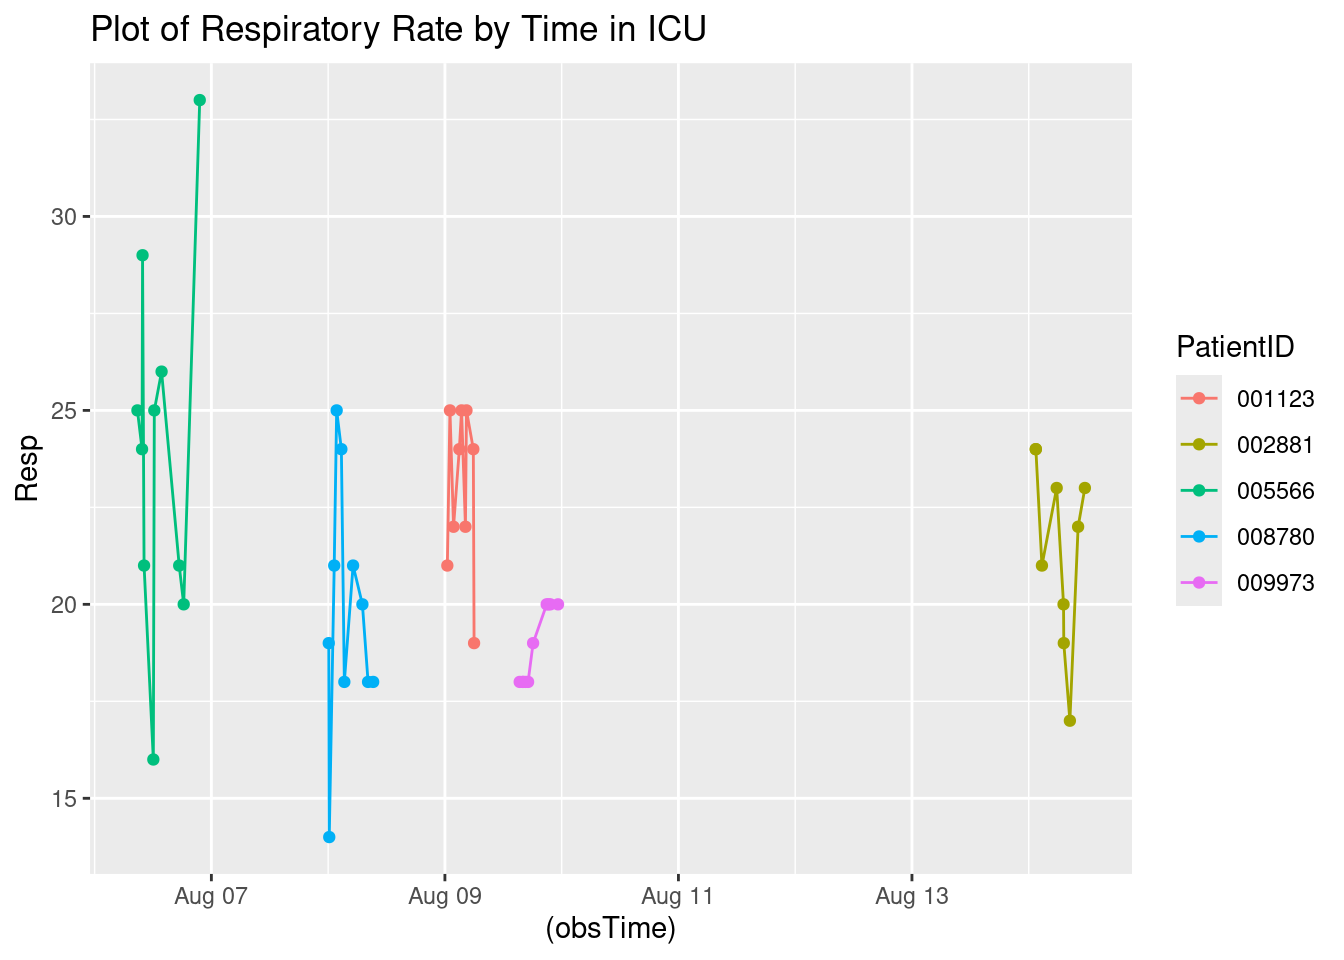 Plot of Respiratory Rate by Time in ICU
30
25
20
15
Resp
Aug 07
Aug 09
Aug 11
Aug 13
(obsTime)
PatientID
001123
002881
005566
008780
009973